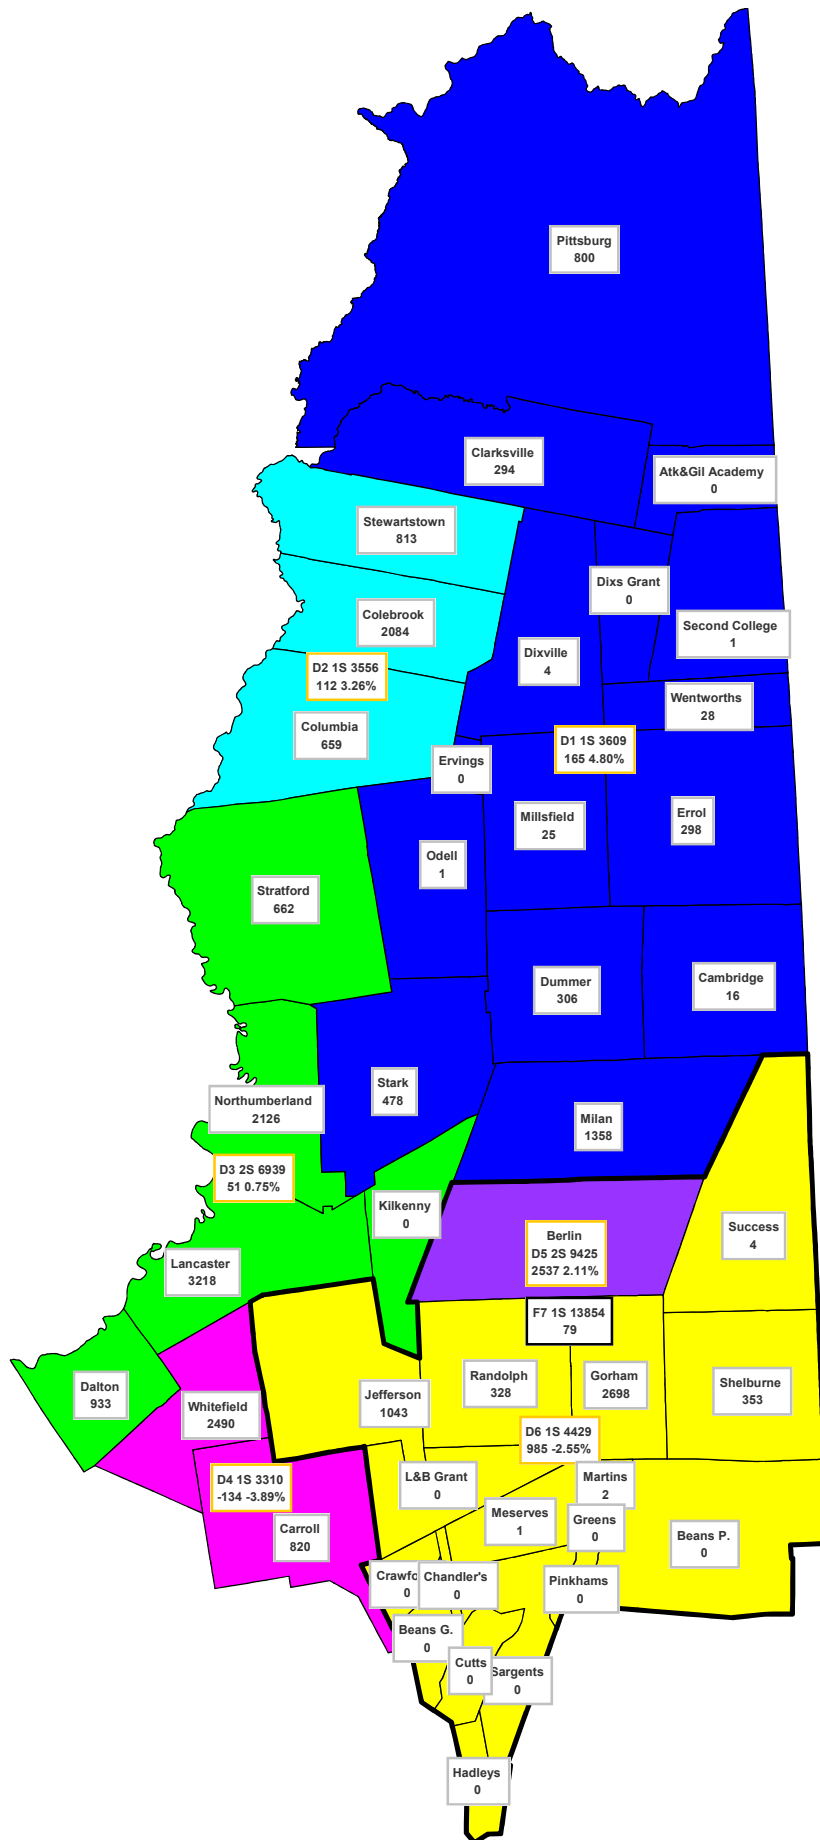 Pittsburg
800
Clarksville
294
Atk&Gil Academy
0
Stewartstown
813
Dixs Grant
0
Colebrook
2084
Second College
1
Dixville
4
D2 1S 3556
112 3.26%
Wentworths
28
Columbia
659
D1 1S 3609
165 4.80%
Ervings
0
Millsfield
25
Errol
298
Odell
1
Stratford
662
Dummer
306
Cambridge
16
Stark
478
Northumberland
2126
Milan
1358
D3 2S 6939
51 0.75%
Kilkenny
0
Success
4
Berlin
D5 2S 9425
2537 2.11%
Lancaster
3218
F7 1S 13854
79
Dalton
933
Jefferson
1043
Randolph
328
Gorham
2698
Shelburne
353
Whitefield
2490
D6 1S 4429
985 -2.55%
D4 1S 3310
-134 -3.89%
L&B Grant
0
Martins
2
Meserves
1
Greens
0
Carroll
820
Beans P.
0
Crawfo
0
Chandler's
0
Pinkhams
0
Beans G.
0
Cutts
0
Sargents
0
Hadleys
0